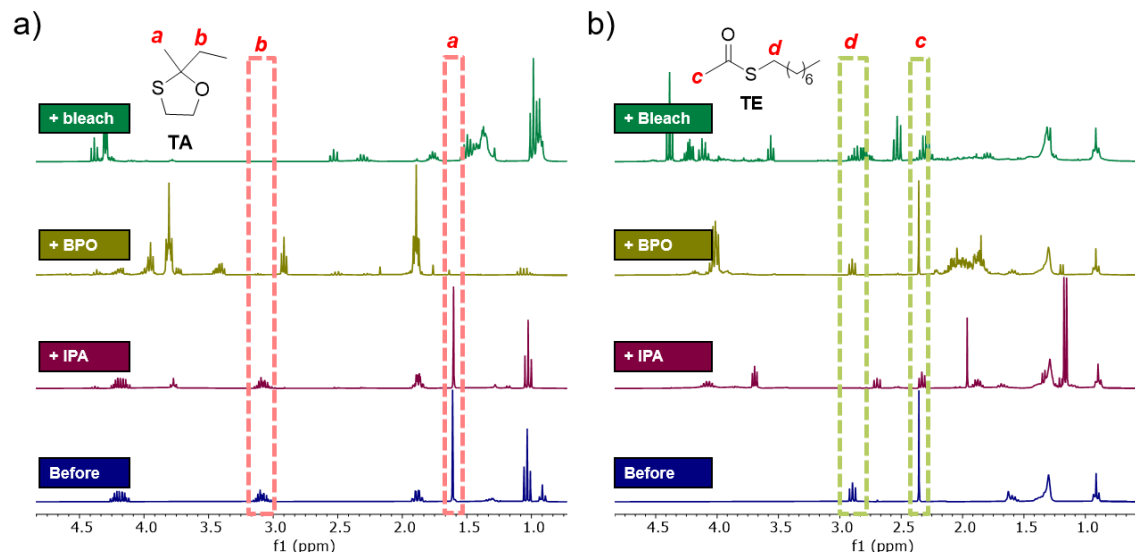 a)
a
b
S
O
TA
b
a
+ bleach
+ BPO
+ IPA
Before
4.5 4.0 3.5 3.0 2.5 2.0 1.5 1.0
f1 (ppm)
b)
O
d
c
S
6
TE
d
c
+ Bleach
+ BPO
+ IPA
Before
4.5 4.0 3.5 3.0 2.5 2.0 1.5 1.0
f1 (ppm)